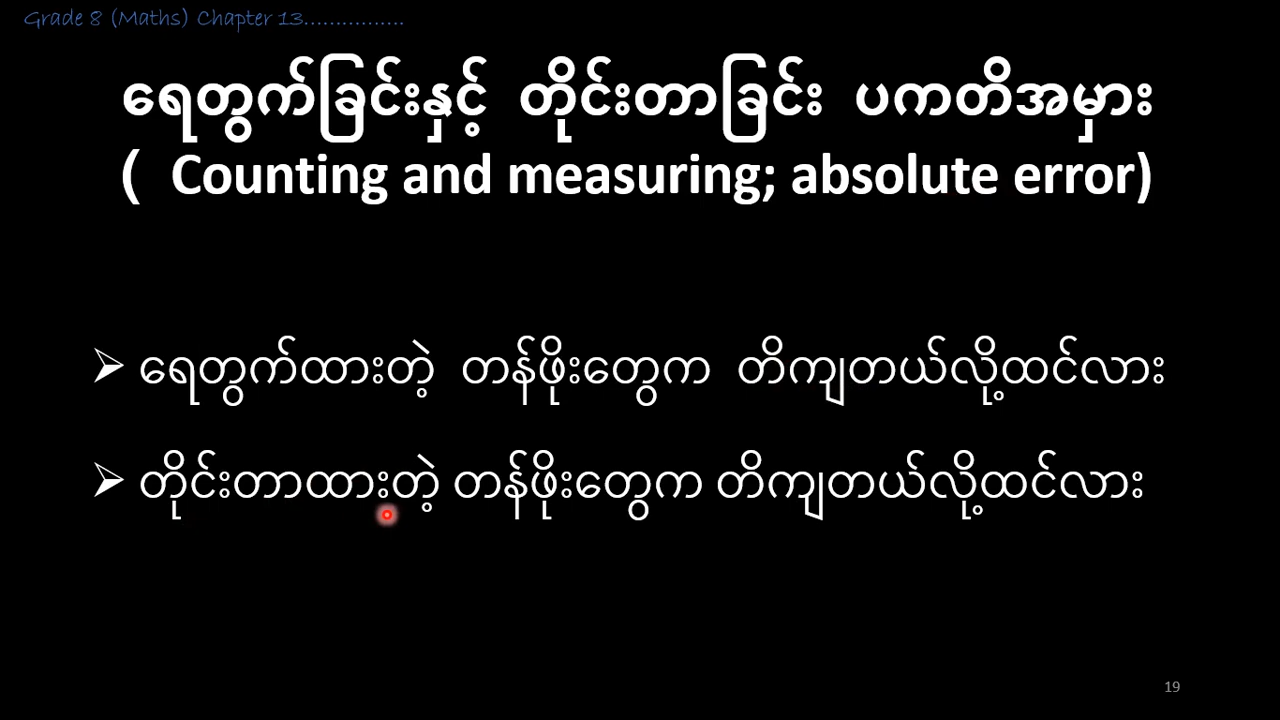 Grade 8 (Maths) Chapter 13................
ရေတွက်ခြင်းနှင့် တိုင်းတာခြင်း ပကတိအမှား
( Counting and measuring; absolute error)
➢ ရေတွက်ထားတဲ့ တန်ဖိုးတွေက တိကျတယ်လို့ထင်လား
➢ တိုင်းတာထားတဲ့ တန်ဖိုးတွေက တိကျတယ်လို့ထင်လား
19